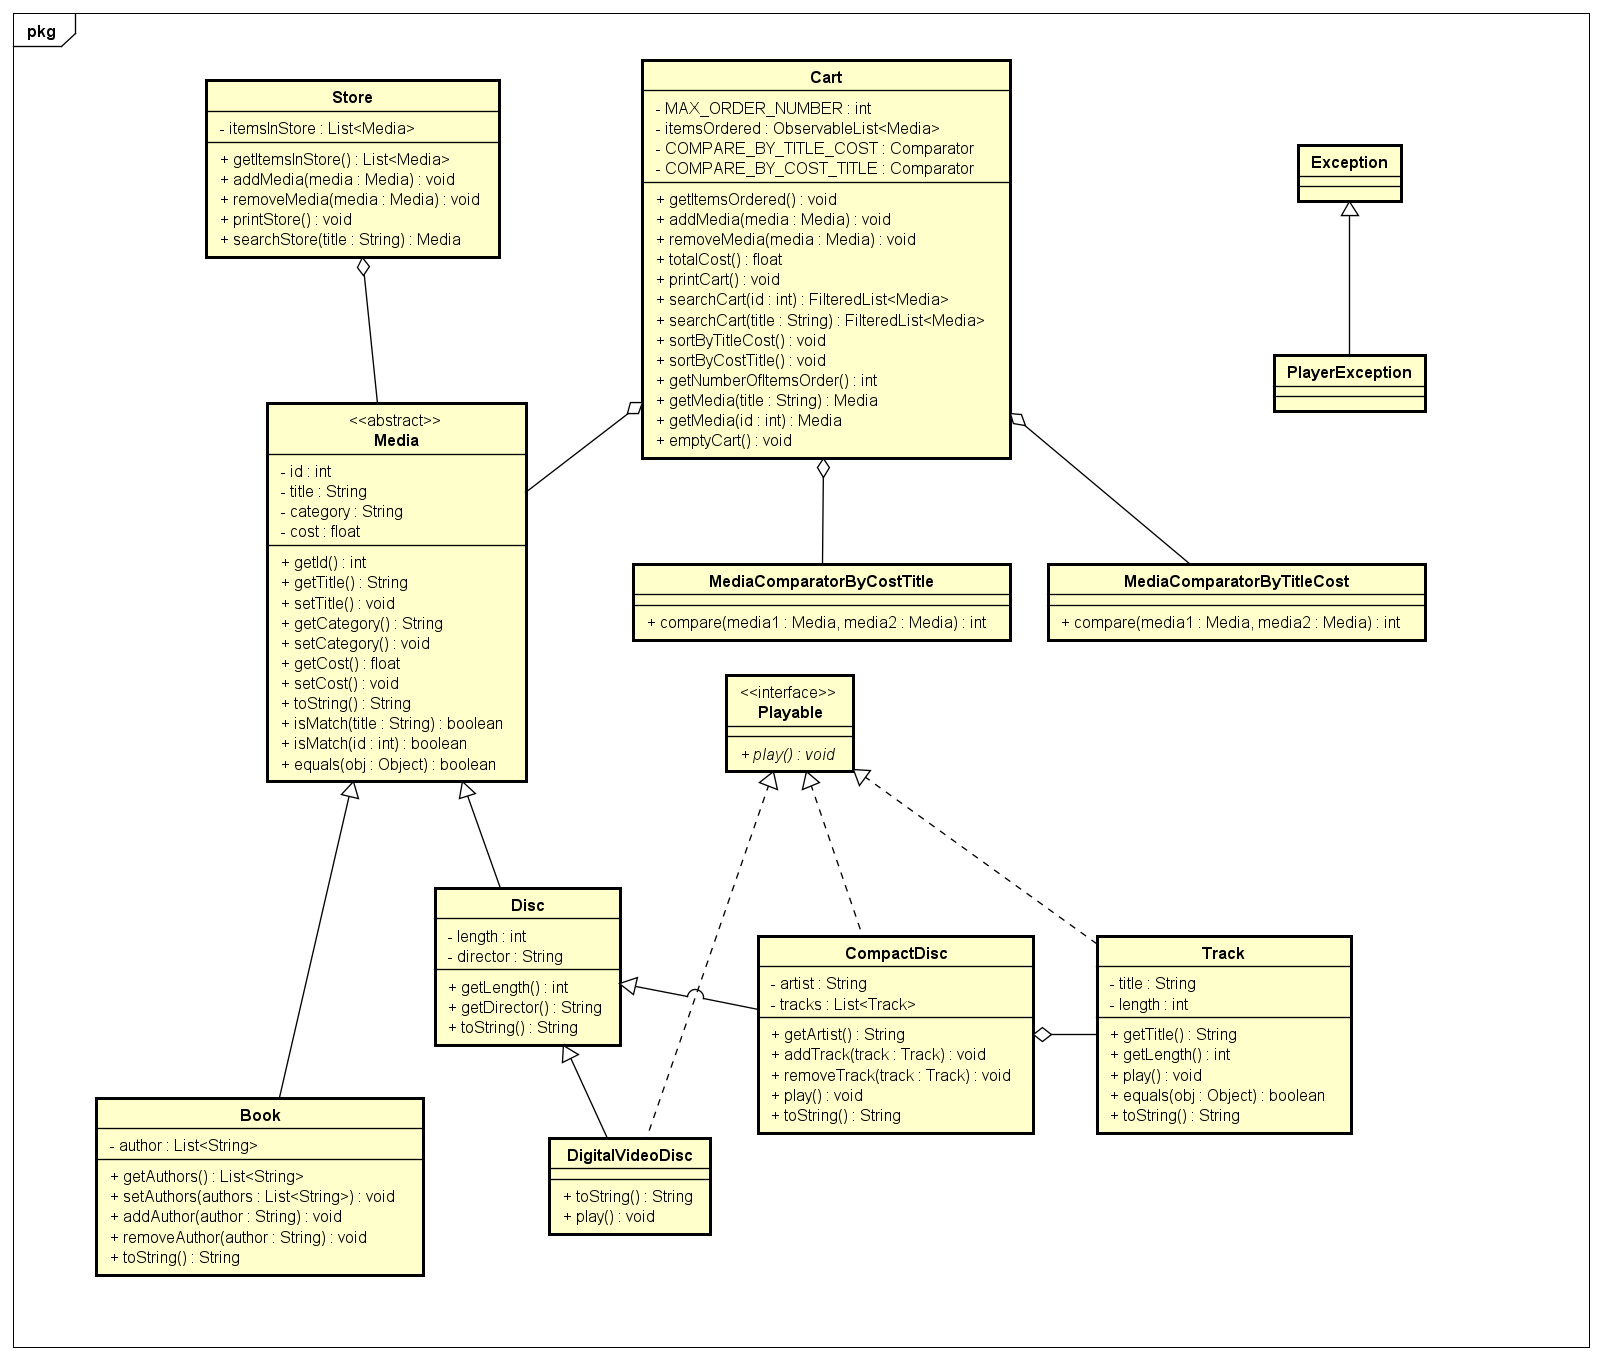 pkg
Store
- itemsInStore : List<Media>
+ getItemsInStore() : List<Media>
+ addMedia(media : Media) : void
+ removeMedia(media : Media) : void
+ printStore() : void
+ searchStore(title : String) : Media
Cart
- MAX_ORDER_NUMBER : int
- itemsOrdered : ObservableList<Media>
- COMPARE_BY_TITLE_COST : Comparator
- COMPARE_BY_COST_TITLE : Comparator
+ getItemsOrdered() : void
+ addMedia(media : Media) : void
+ removeMedia(media : Media) : void
+ totalCost() : float
+ printCart() : void
+ searchCart(id : int) : FilteredList<Media>
+ searchCart(title : String) : FilteredList<Media>
+ sortByTitleCost() : void
+ sortByCostTitle() : void
+ getNumberOfItemsOrder() : int
+ getMedia(title : String) : Media
+ getMedia(id : int) : Media
+ emptyCart() : void
Exception
PlayerException
<<abstract>>
Media
- id : int
- title : String
- category : String
- cost : float
+ getId() : int
+ getTitle() : String
+ setTitle() : void
+ getCategory() : String
+ setCategory() : void
+ getCost() : float
+ setCost() : void
+ toString() : String
+ isMatch(title : String) : boolean
+ isMatch(id : int) : boolean
+ equals(obj : Object) : boolean
MediaComparatorByCostTitle
+ compare(media1 : Media, media2 : Media) : int
MediaComparatorByTitleCost
+ compare(media1 : Media, media2 : Media) : int
<<interface>>
Playable
+ play() : void
Disc
- length : int
- director : String
+ getLength() : int
+ getDirector() : String
+ toString() : String
CompactDisc
- artist : String
- tracks : List<Track>
+ getArtist() : String
+ addTrack(track : Track) : void
+ removeTrack(track : Track) : void
+ play() : void
+ toString() : String
Track
- title : String
- length : int
+ getTitle() : String
+ getLength() : int
+ play() : void
+ equals(obj : Object) : boolean
+ toString() : String
Book
- author : List<String>
+ getAuthors() : List<String>
+ setAuthors(authors : List<String>) : void
+ addAuthor(author : String) : void
+ removeAuthor(author : String) : void
+ toString() : String
DigitalVideoDisc
+ toString() : String
+ play() : void